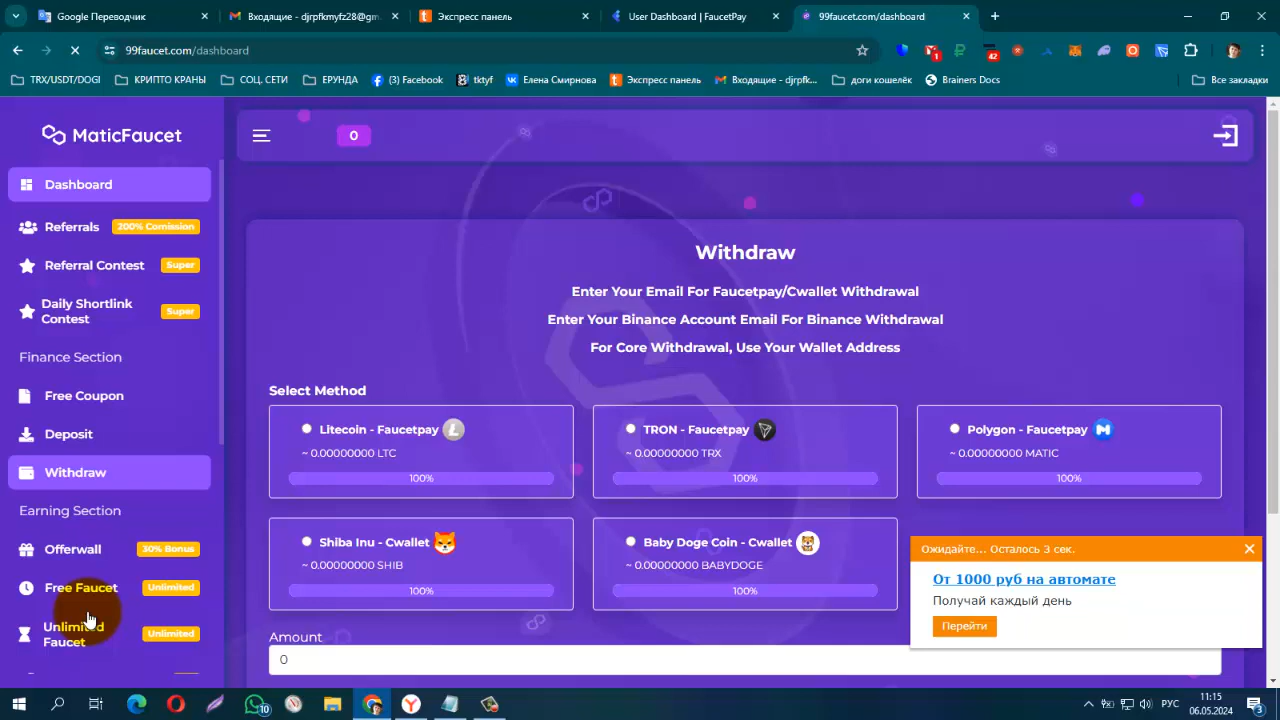 Google Переводчик
Входящие - djrpfkmyfz28@gm
Экспресс панель
User Dashboard | FaucetPay
99faucet.com/dashboard
99faucet.com/dashboard
1
42
TRX/USDT/DOGI
КРИПТО КРАНЫ
СОЦ. СЕТИ
ЕРУНДА
(3) Facebook
tktyf
Елена Смирнова
Экспресс панель
Входящие - djrpfk...
доги кошелёк
Brainers Docs
Все закладки
MaticFaucet
0
Dashboard
Referrals
200% Comission
Referral Contest
Super
Daily Shortlink
Contest
Super
Finance Section
Free Coupon
Deposit
Withdraw
Earning Section
Offerwall
30% Bonus
Free Faucet
Unlimited
Unlimited
Faucet
Unlimited
Withdraw
Enter Your Email For Faucetpay/Cwallet Withdrawal
Enter Your Binance Account Email For Binance Withdrawal
For Core Withdrawal, Use Your Wallet Address
Select Method
Litecoin - Faucetpay
~ 0.00000000 LTC
100%
TRON - Faucetpay
~ 0.00000000 TRX
100%
Polygon - Faucetpay
~ 0.00000000 MATIC
100%
Shiba Inu - Cwallet
~ 0.00000000 SHIB
100%
Baby Doge Coin - Cwallet
~ 0.00000000 BABYDOGE
100%
Amount
0
Ожидайте... Осталось 3 сек.
От 1000 руб на автомате
Получай каждый день
Перейти
10
РУС
11:15
06.05.2024
3